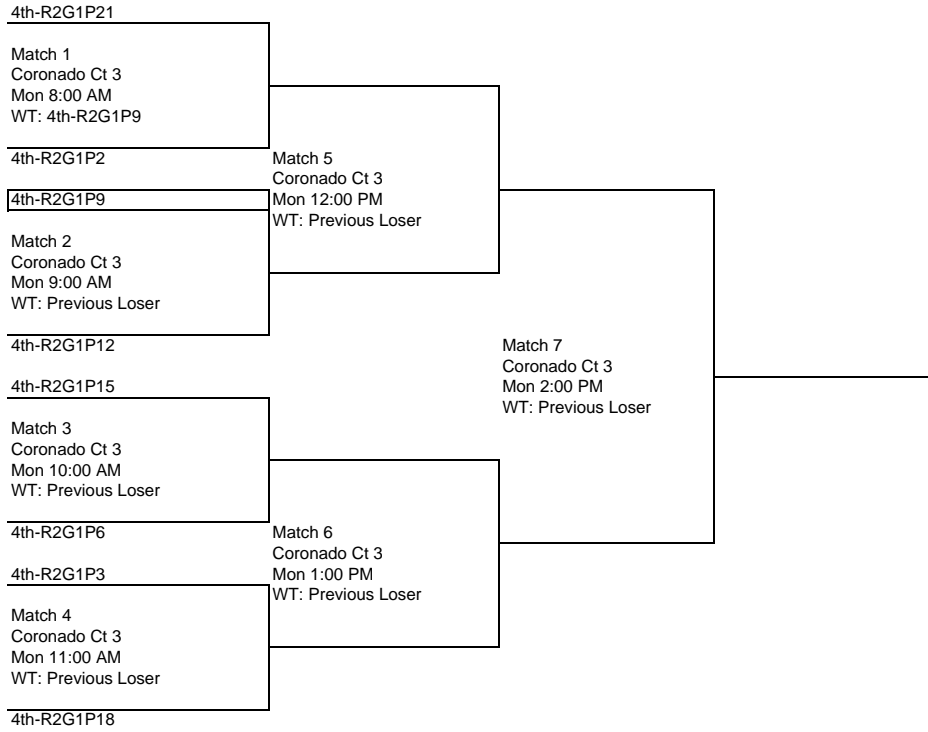 4th-R2G1P21
Match 1
Coronado Ct 3
Mon 8:00 AM
WT: 4th-R2G1P9
4th-R2G1P2
Match 5
Coronado Ct 3
Mon 12:00 PM
WT: Previous Loser
4th-R2G1P9
Match 2
Coronado Ct 3
Mon 9:00 AM
WT: Previous Loser
4th-R2G1P12
Match 7
Coronado Ct 3
Mon 2:00 PM
WT: Previous Loser
4th-R2G1P15
Match 3
Coronado Ct 3
Mon 10:00 AM
WT: Previous Loser
4th-R2G1P6
Match 6
Coronado Ct 3
Mon 1:00 PM
WT: Previous Loser
4th-R2G1P3
Match 4
Coronado Ct 3
Mon 11:00 AM
WT: Previous Loser
4th-R2G1P18